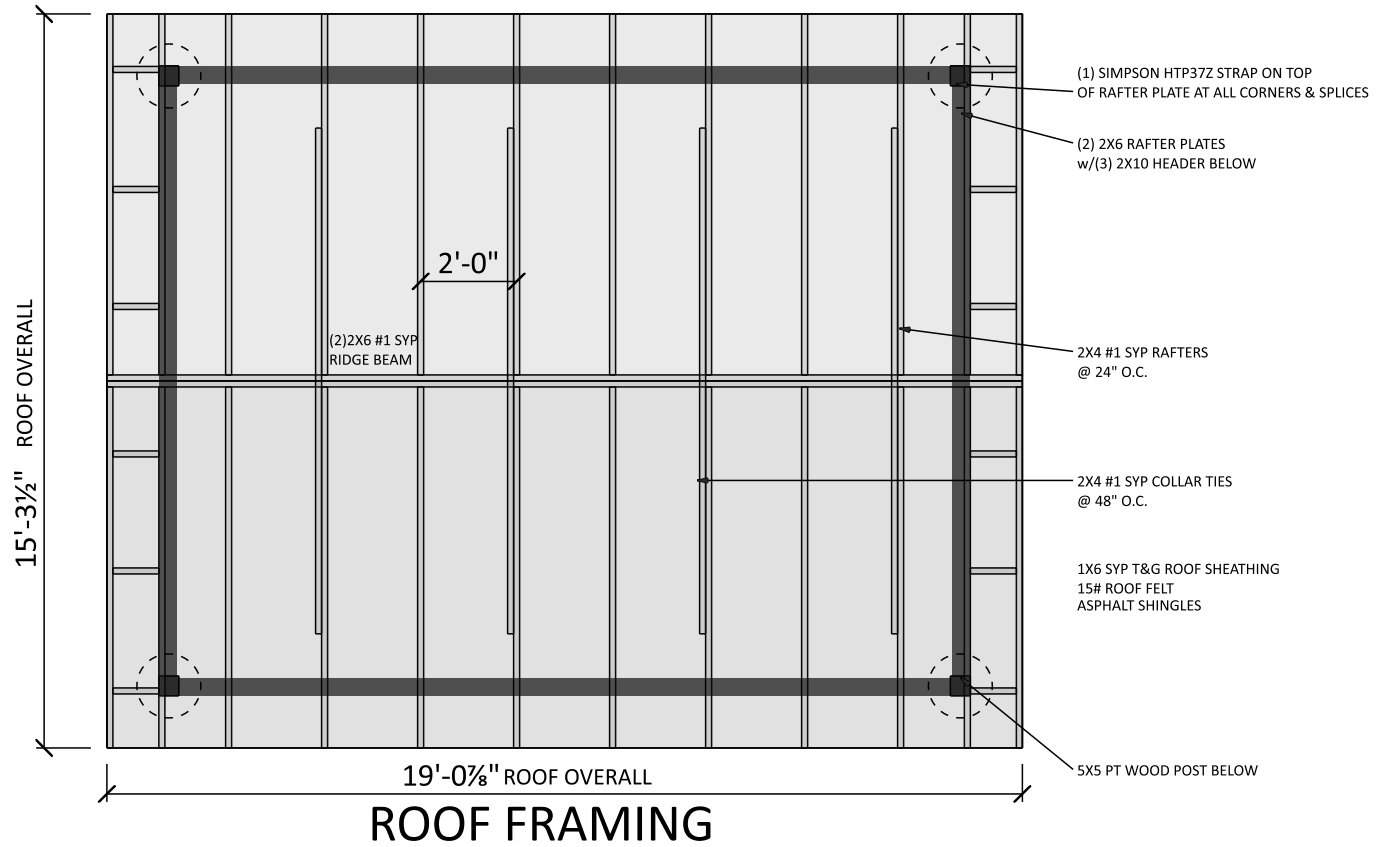 (1) SIMPSON HTP37Z STRAP ON TOP
OF RAFTER PLATE AT ALL CORNERS & SPLICES
(2) 2X6 RAFTER PLATES
w/(3) 2X10 HEADER BELOW
2'-0"
(2)2X6 #1 SYP
RIDGE BEAM
2X4 #1 SYP RAFTERS
@ 24" O.C.
15'-3½" ROOF OVERALL
2X4 #1 SYP COLLAR TIES
@ 48" O.C.
1X6 SYP T&G ROOF SHEATHING
15# ROOF FELT
ASPHALT SHINGLES
5X5 PT WOOD POST BELOW
19'-0⅞" ROOF OVERALL
ROOF FRAMING